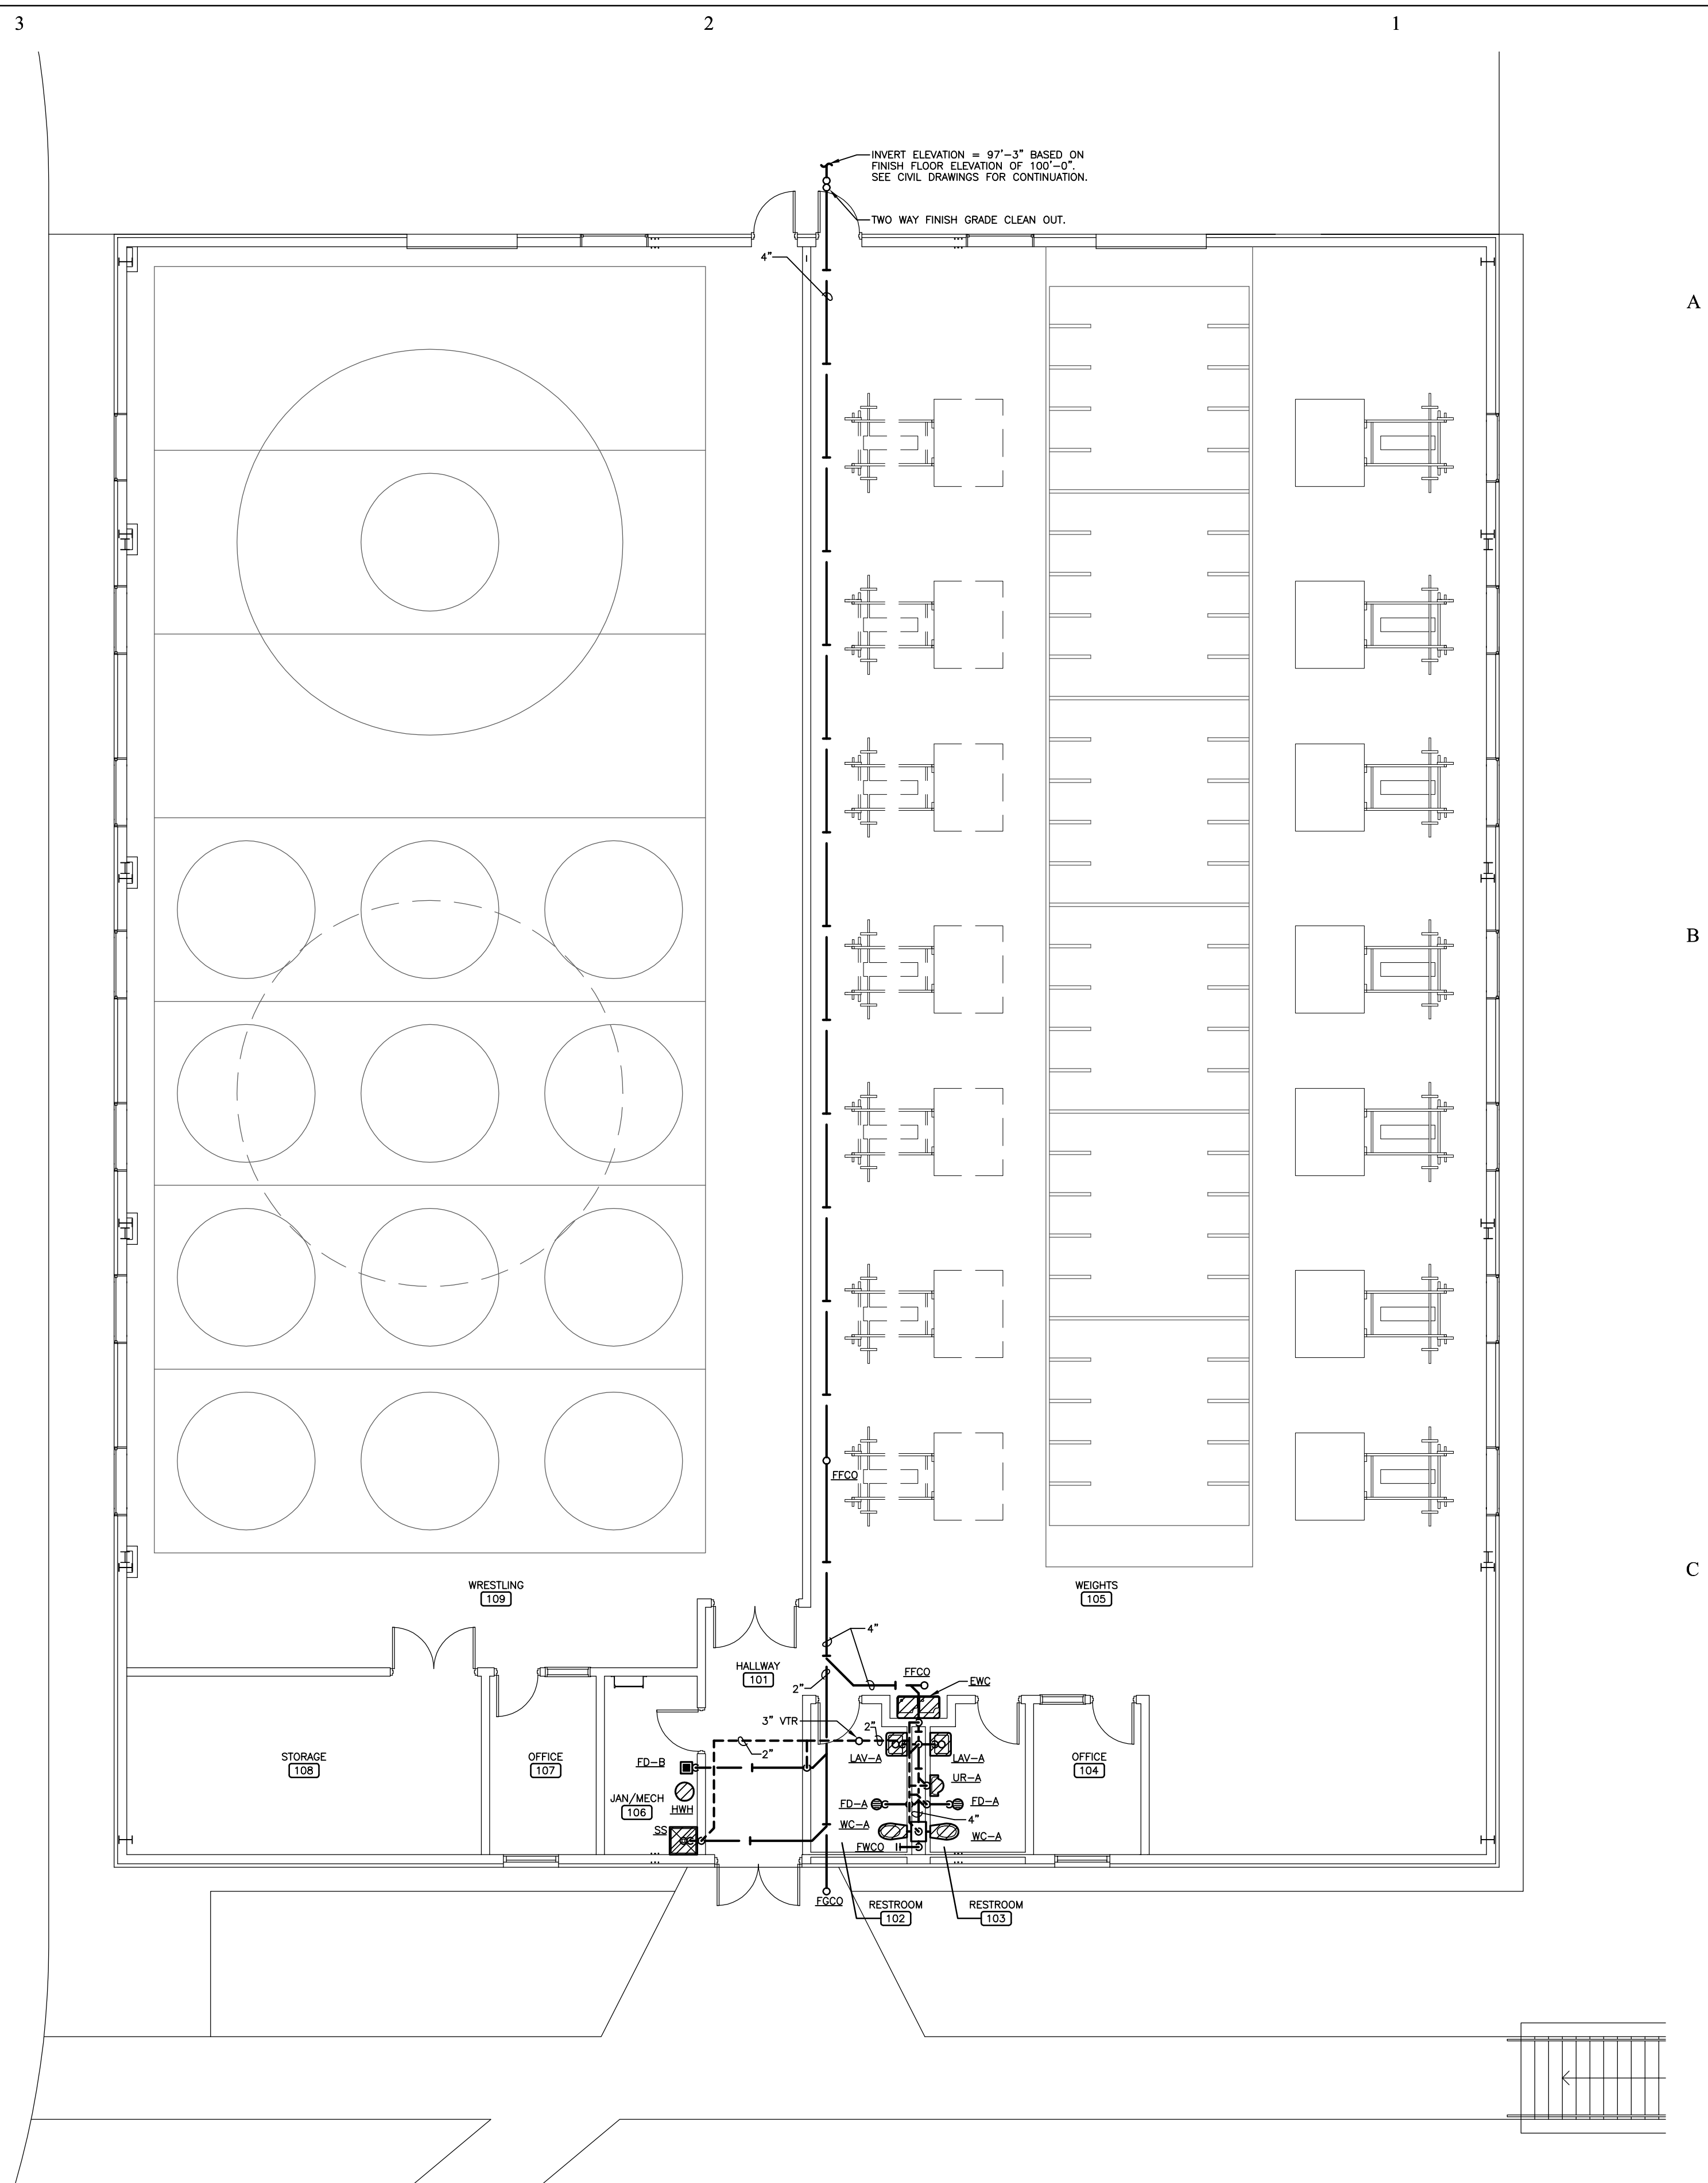 3
2
1
INVERT ELEVATION = 97'-3" BASED ON
FINISH FLOOR ELEVATION OF 100'-0".
SEE CIVIL DRAWINGS FOR CONTINUATION.
TWO WAY FINISH GRADE CLEAN OUT.
4"
A
B
FFCO
C
WRESTLING
109
WEIGHTS
105
4"
HALLWAY
101
2"
FFCO
EWC
3" VTR
2"
2"
STORAGE
108
OFFICE
107
FD-B
LAV-A
LAV-A
OFFICE
104
UR-A
JAN/MECH
106
HWH
FD-A
FD-A
4"
SS
WC-A
WC-A
FWCO
FGCO
RESTROOM
102
RESTROOM
103